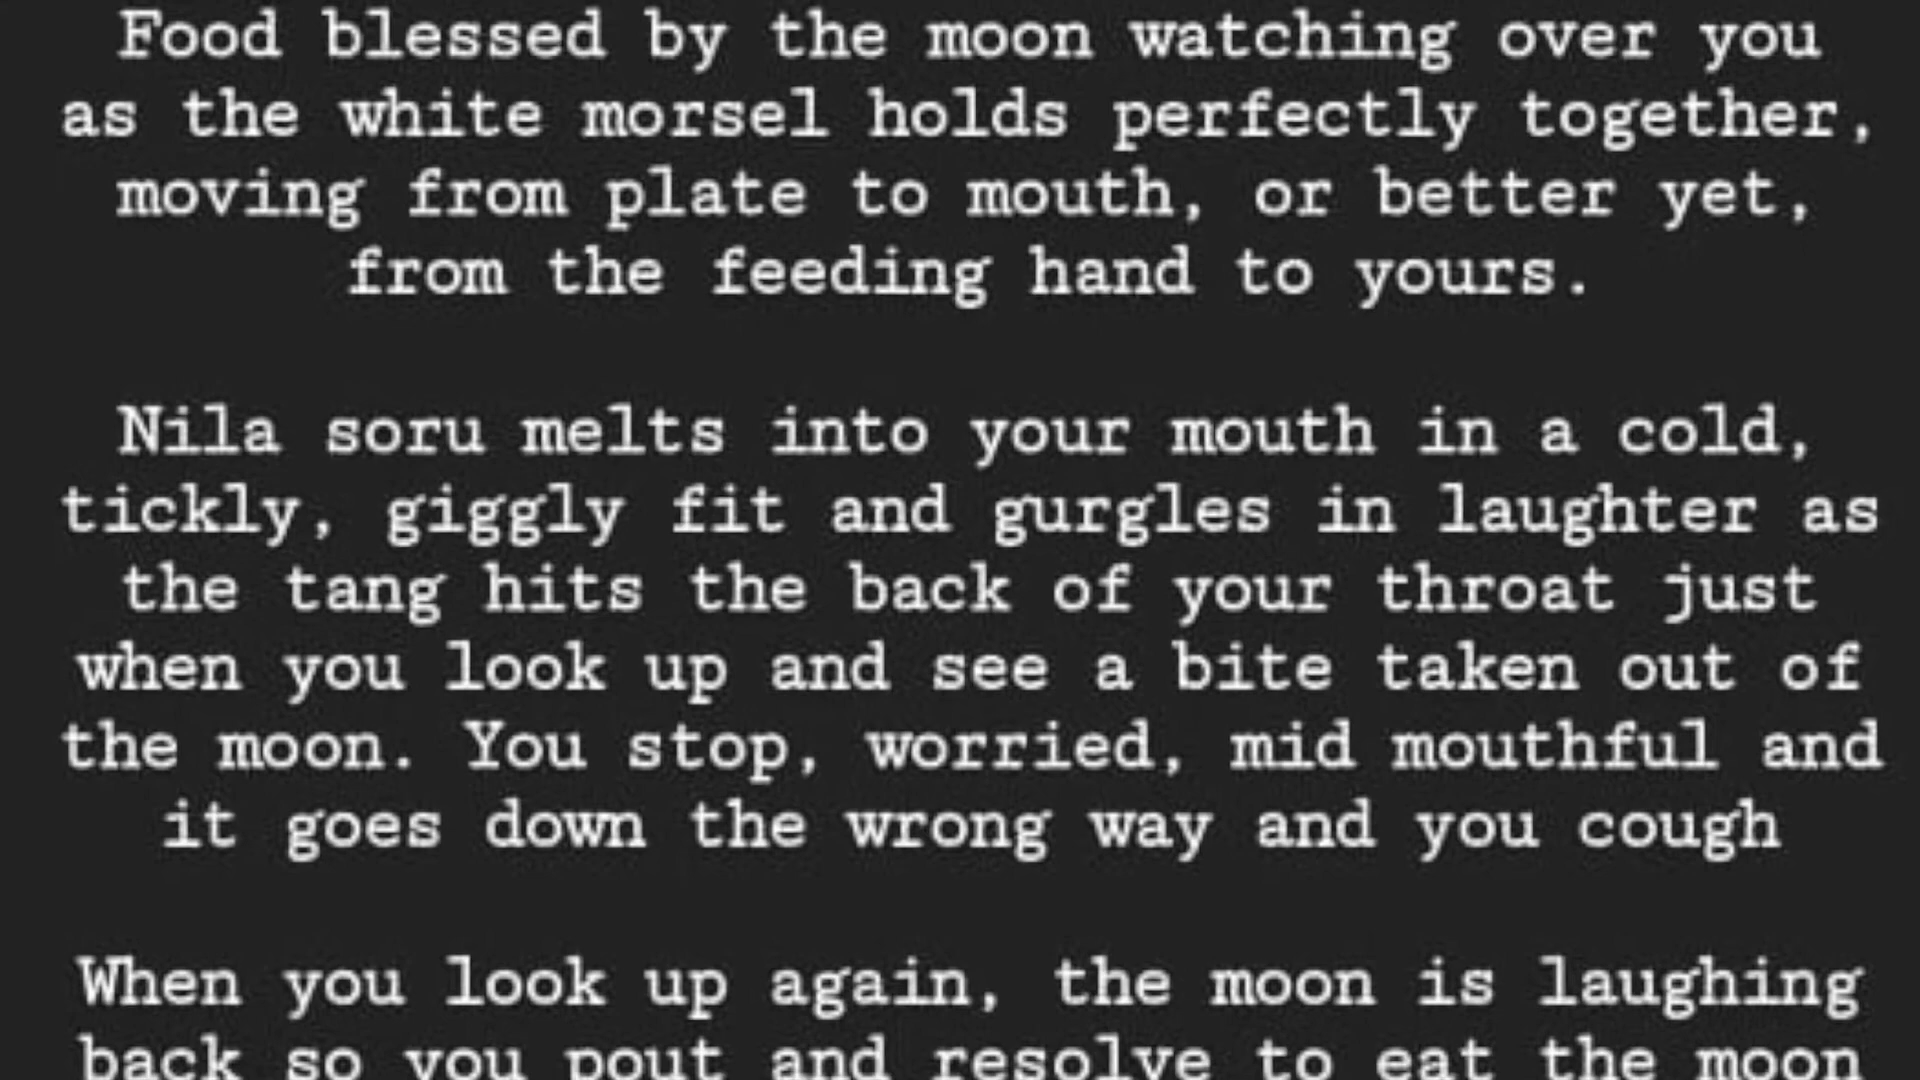 Food blessed by the moon watching over you
as the white morsel holds perfectly together,
moving from plate to mouth, or better yet,
from the feeding hand to yours.
Nila soru melts into your mouth in a cold,
tickly, giggly fit and gurgles in laughter as
the tang hits the back of your throat just
when you look up and see a bite taken out of
the moon. You stop, worried, mid mouthful and
it goes down the wrong way and you cough
When you look up again, the moon is laughing
back so you pout and resolve to eat the moon